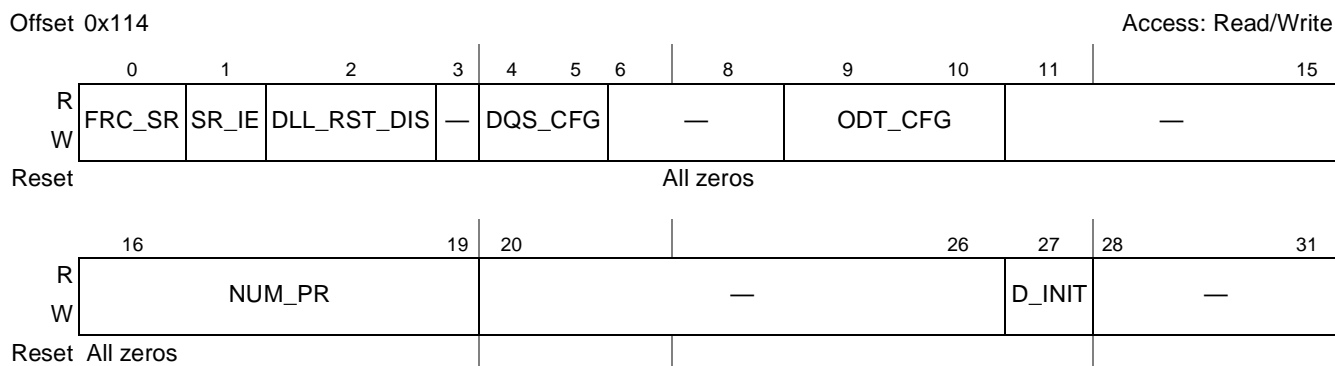 Offset 0x114 Access: Read/Write
0 1 2 3 4 5 6 8 9 10 11 15
R
W
FRC_SR SR_IE DLL_RST_DIS — DQS_CFG — ODT_CFG —
Reset All zeros
16 19 20 26 27 28 31
R
W
NUM_PR — D_INIT —
Reset All zeros